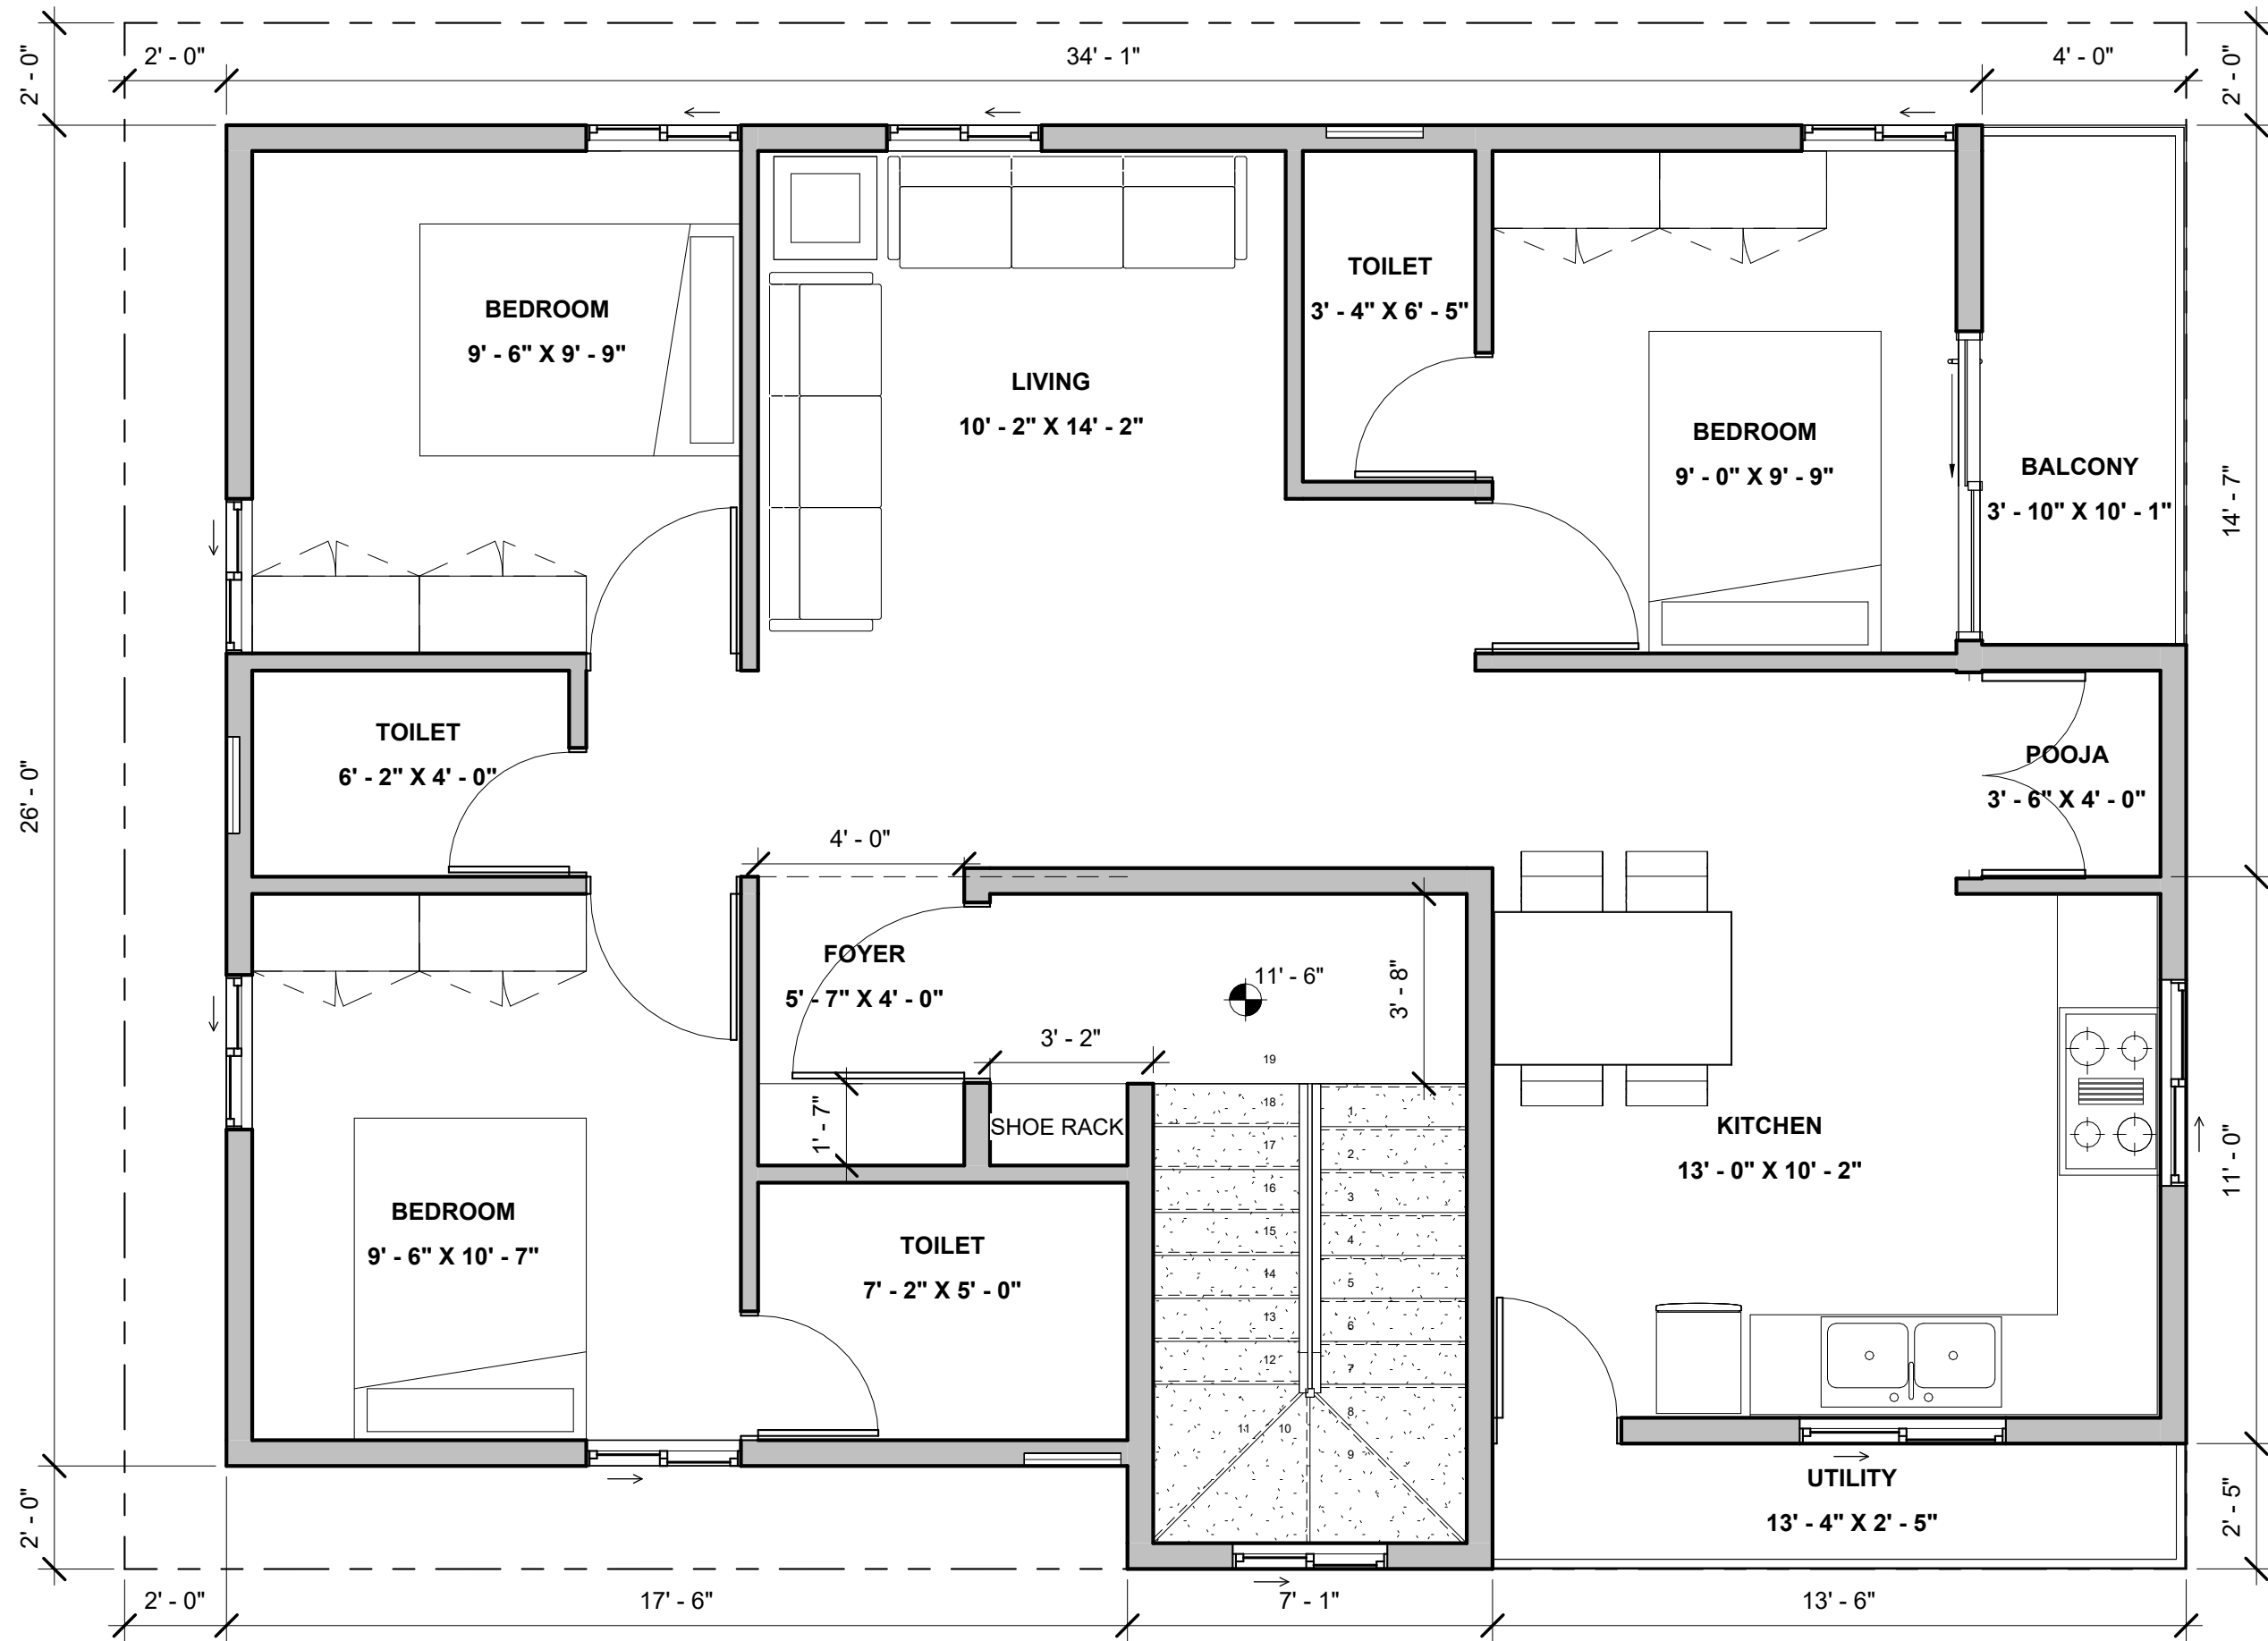 2' - 0"
34' - 1"
4' - 0"
2' - 0"
2' - 0"
TOILET
3' - 4" X 6' - 5"
BEDROOM
9' - 6" X 9' - 9"
LIVING
10' - 2" X 14' - 2"
BEDROOM
9' - 0" X 9' - 9"
BALCONY
3' - 10" X 10' - 1"
14' - 7"
TOILET
6' - 2" X 4' - 0"
POOJA
3' - 6" X 4' - 0"
26' - 0"
4' - 0"
FOYER
5' - 7" X 4' - 0"
11' - 6"
3' - 8"
3' - 2"
19
1' - 7"
SHOE RACK
18
1
17
2
16
3
15
4
14
5
13
6
12
7
11
10
8
9
KITCHEN
13' - 0" X 10' - 2"
11' - 0"
BEDROOM
9' - 6" X 10' - 7"
TOILET
7' - 2" X 5' - 0"
UTILITY
13' - 4" X 2' - 5"
2' - 0"
2' - 5"
2' - 0"
17' - 6"
7' - 1"
13' - 6"